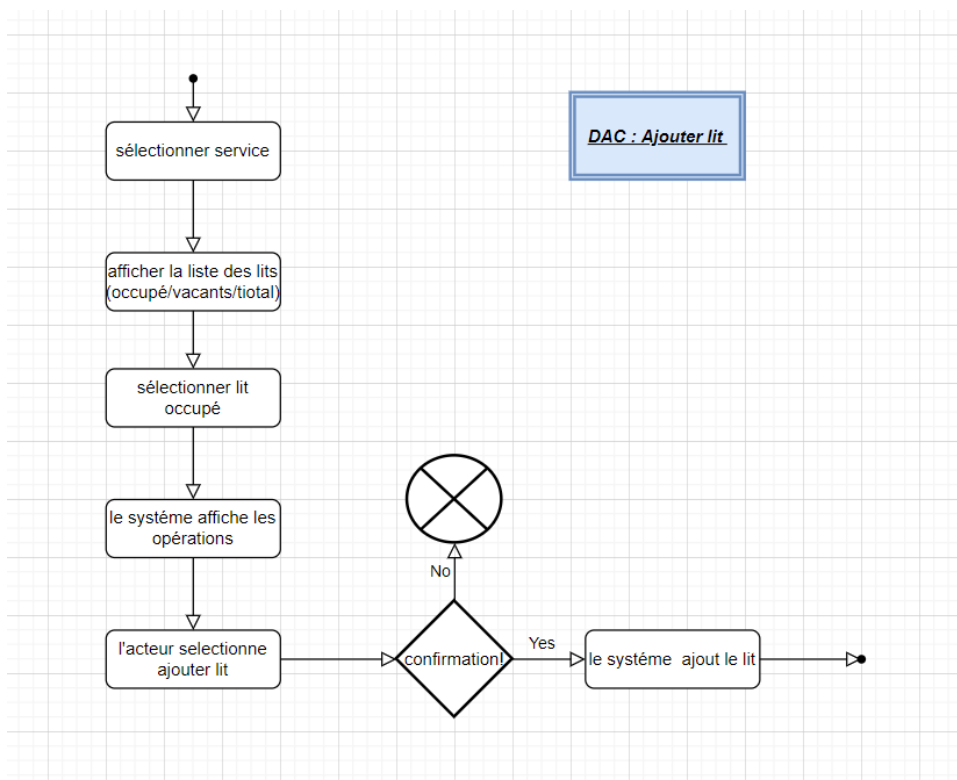 DAC : Ajouter lit
sélectionner service
afficher la liste des lits
(occupé/vacants/tiotal)
sélectionner lit
occupé
le systéme affiche les
opérations
l'acteur selectionne
ajouter lit
No
confirmation!
Yes
le systéme  ajout le lit